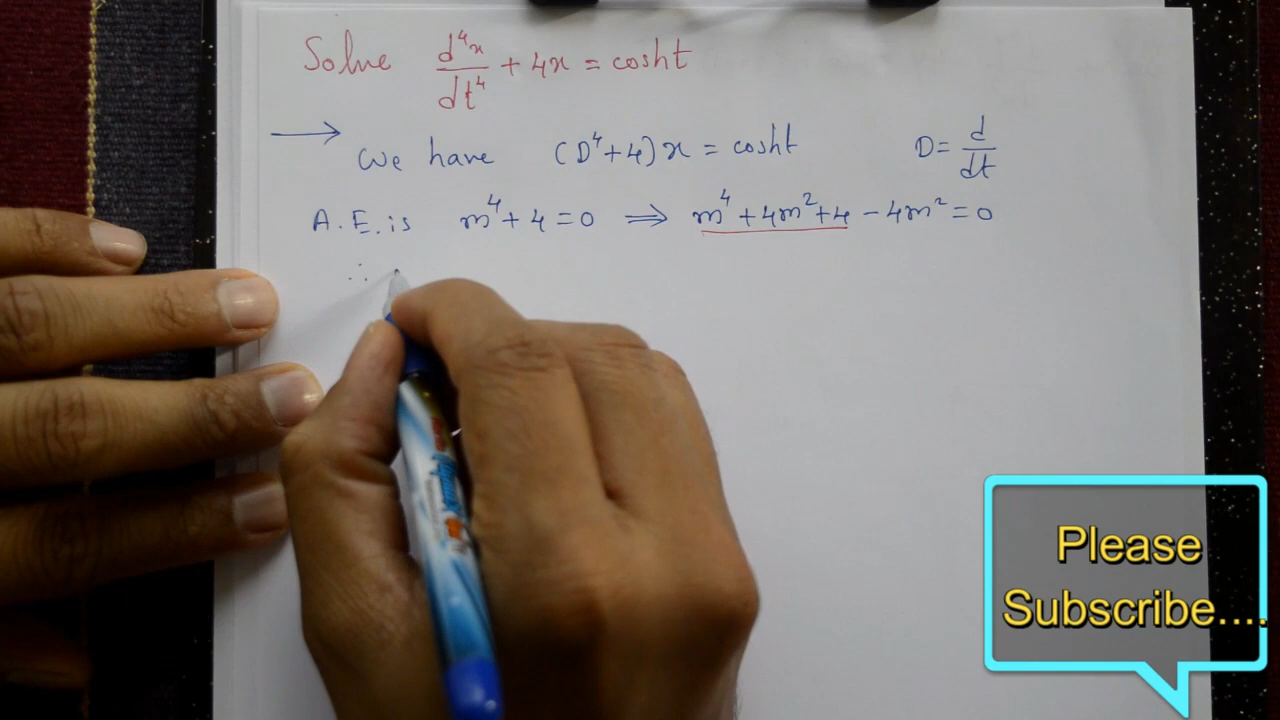 Solve d⁴x/dt⁴ + 4x = cosht
→ We have (D⁴+4)x = cosht D = d/dt
A.E. is m⁴ + 4 = 0 ⇒ m⁴ + 4m² + 4 - 4m² = 0
∴
Please
Subscribe....